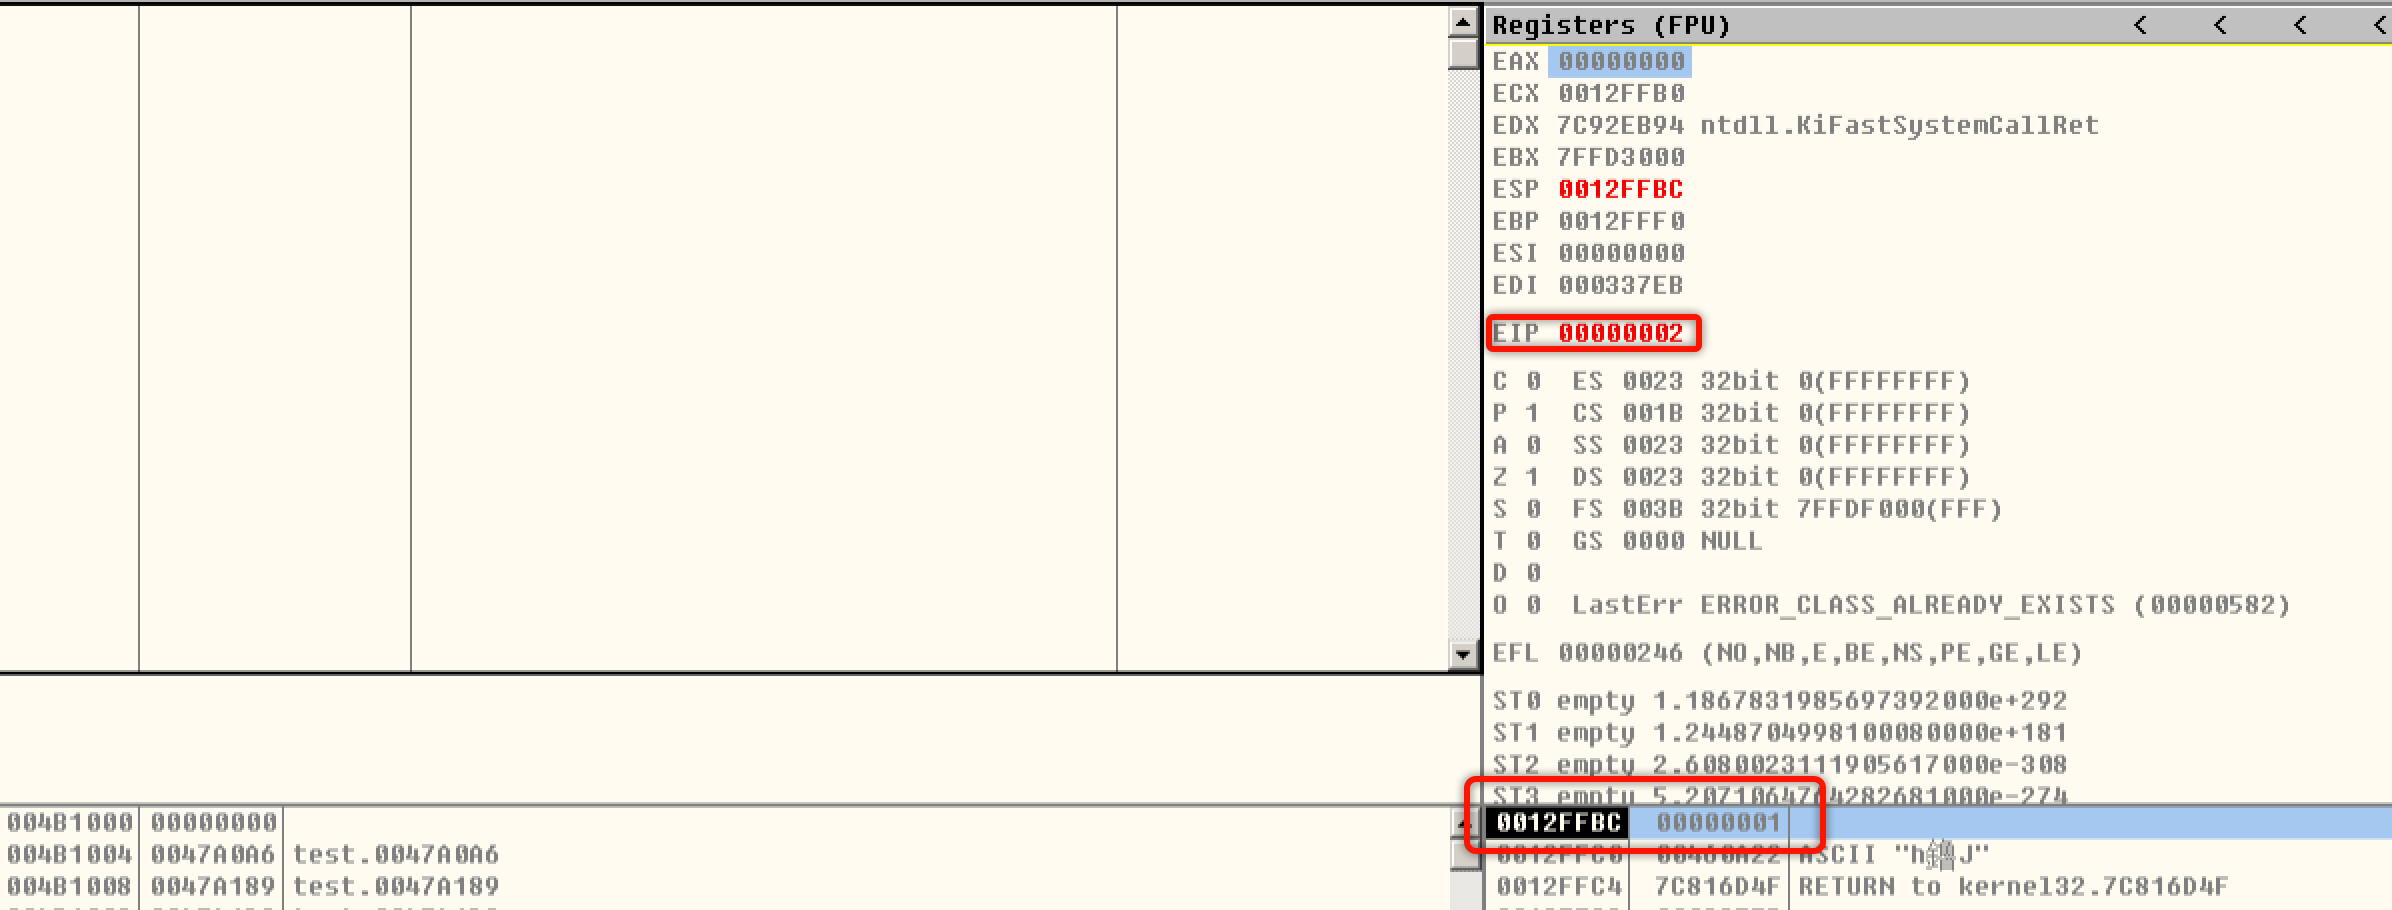 Registers (FPU) < < < <
EAX 00000000
ECX 0012FFB0
EDX 7C92EB94 ntdll.KiFastSystemCallRet
EBX 7FFD3000
ESP 0012FFBC
EBP 0012FFF0
ESI 00000000
EDI 000337EB
EIP 00000002
C 0 ES 0023 32bit 0(FFFFFFFF)
P 1 CS 001B 32bit 0(FFFFFFFF)
A 0 SS 0023 32bit 0(FFFFFFFF)
Z 1 DS 0023 32bit 0(FFFFFFFF)
S 0 FS 003B 32bit 7FFDF000(FFF)
T 0 GS 0000 NULL
D 0
O 0 LastErr ERROR_CLASS_ALREADY_EXISTS (00000582)
EFL 00000246 (NO,NB,E,BE,NS,PE,GE,LE)
ST0 empty 1.1867831985697392000e+292
ST1 empty 1.2448704998100080000e+181
ST2 empty 2.6080023111905617000e-308
ST3 empty 5.2071064764282681000e-274
004B1000 00000000
004B1004 0047A0A6 test.0047A0A6
004B1008 0047A189 test.0047A189
0012FFBC 00000001
0012FFC0 00460A22 ASCII
0012FFC4 7C816D4F RETURN to kernel32.7C816D4F